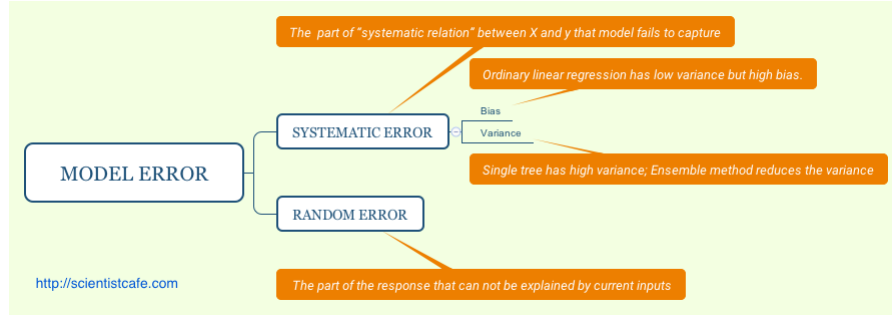 The part of “systematic relation” between X and y that model fails to capture
Ordinary linear regression has low variance but high bias.
Bias
SYSTEMATIC ERROR
Variance
Single tree has high variance; Ensemble method reduces the variance
MODEL ERROR
RANDOM ERROR
The part of the response that can not be explained by current inputs
http://scientistcafe.com